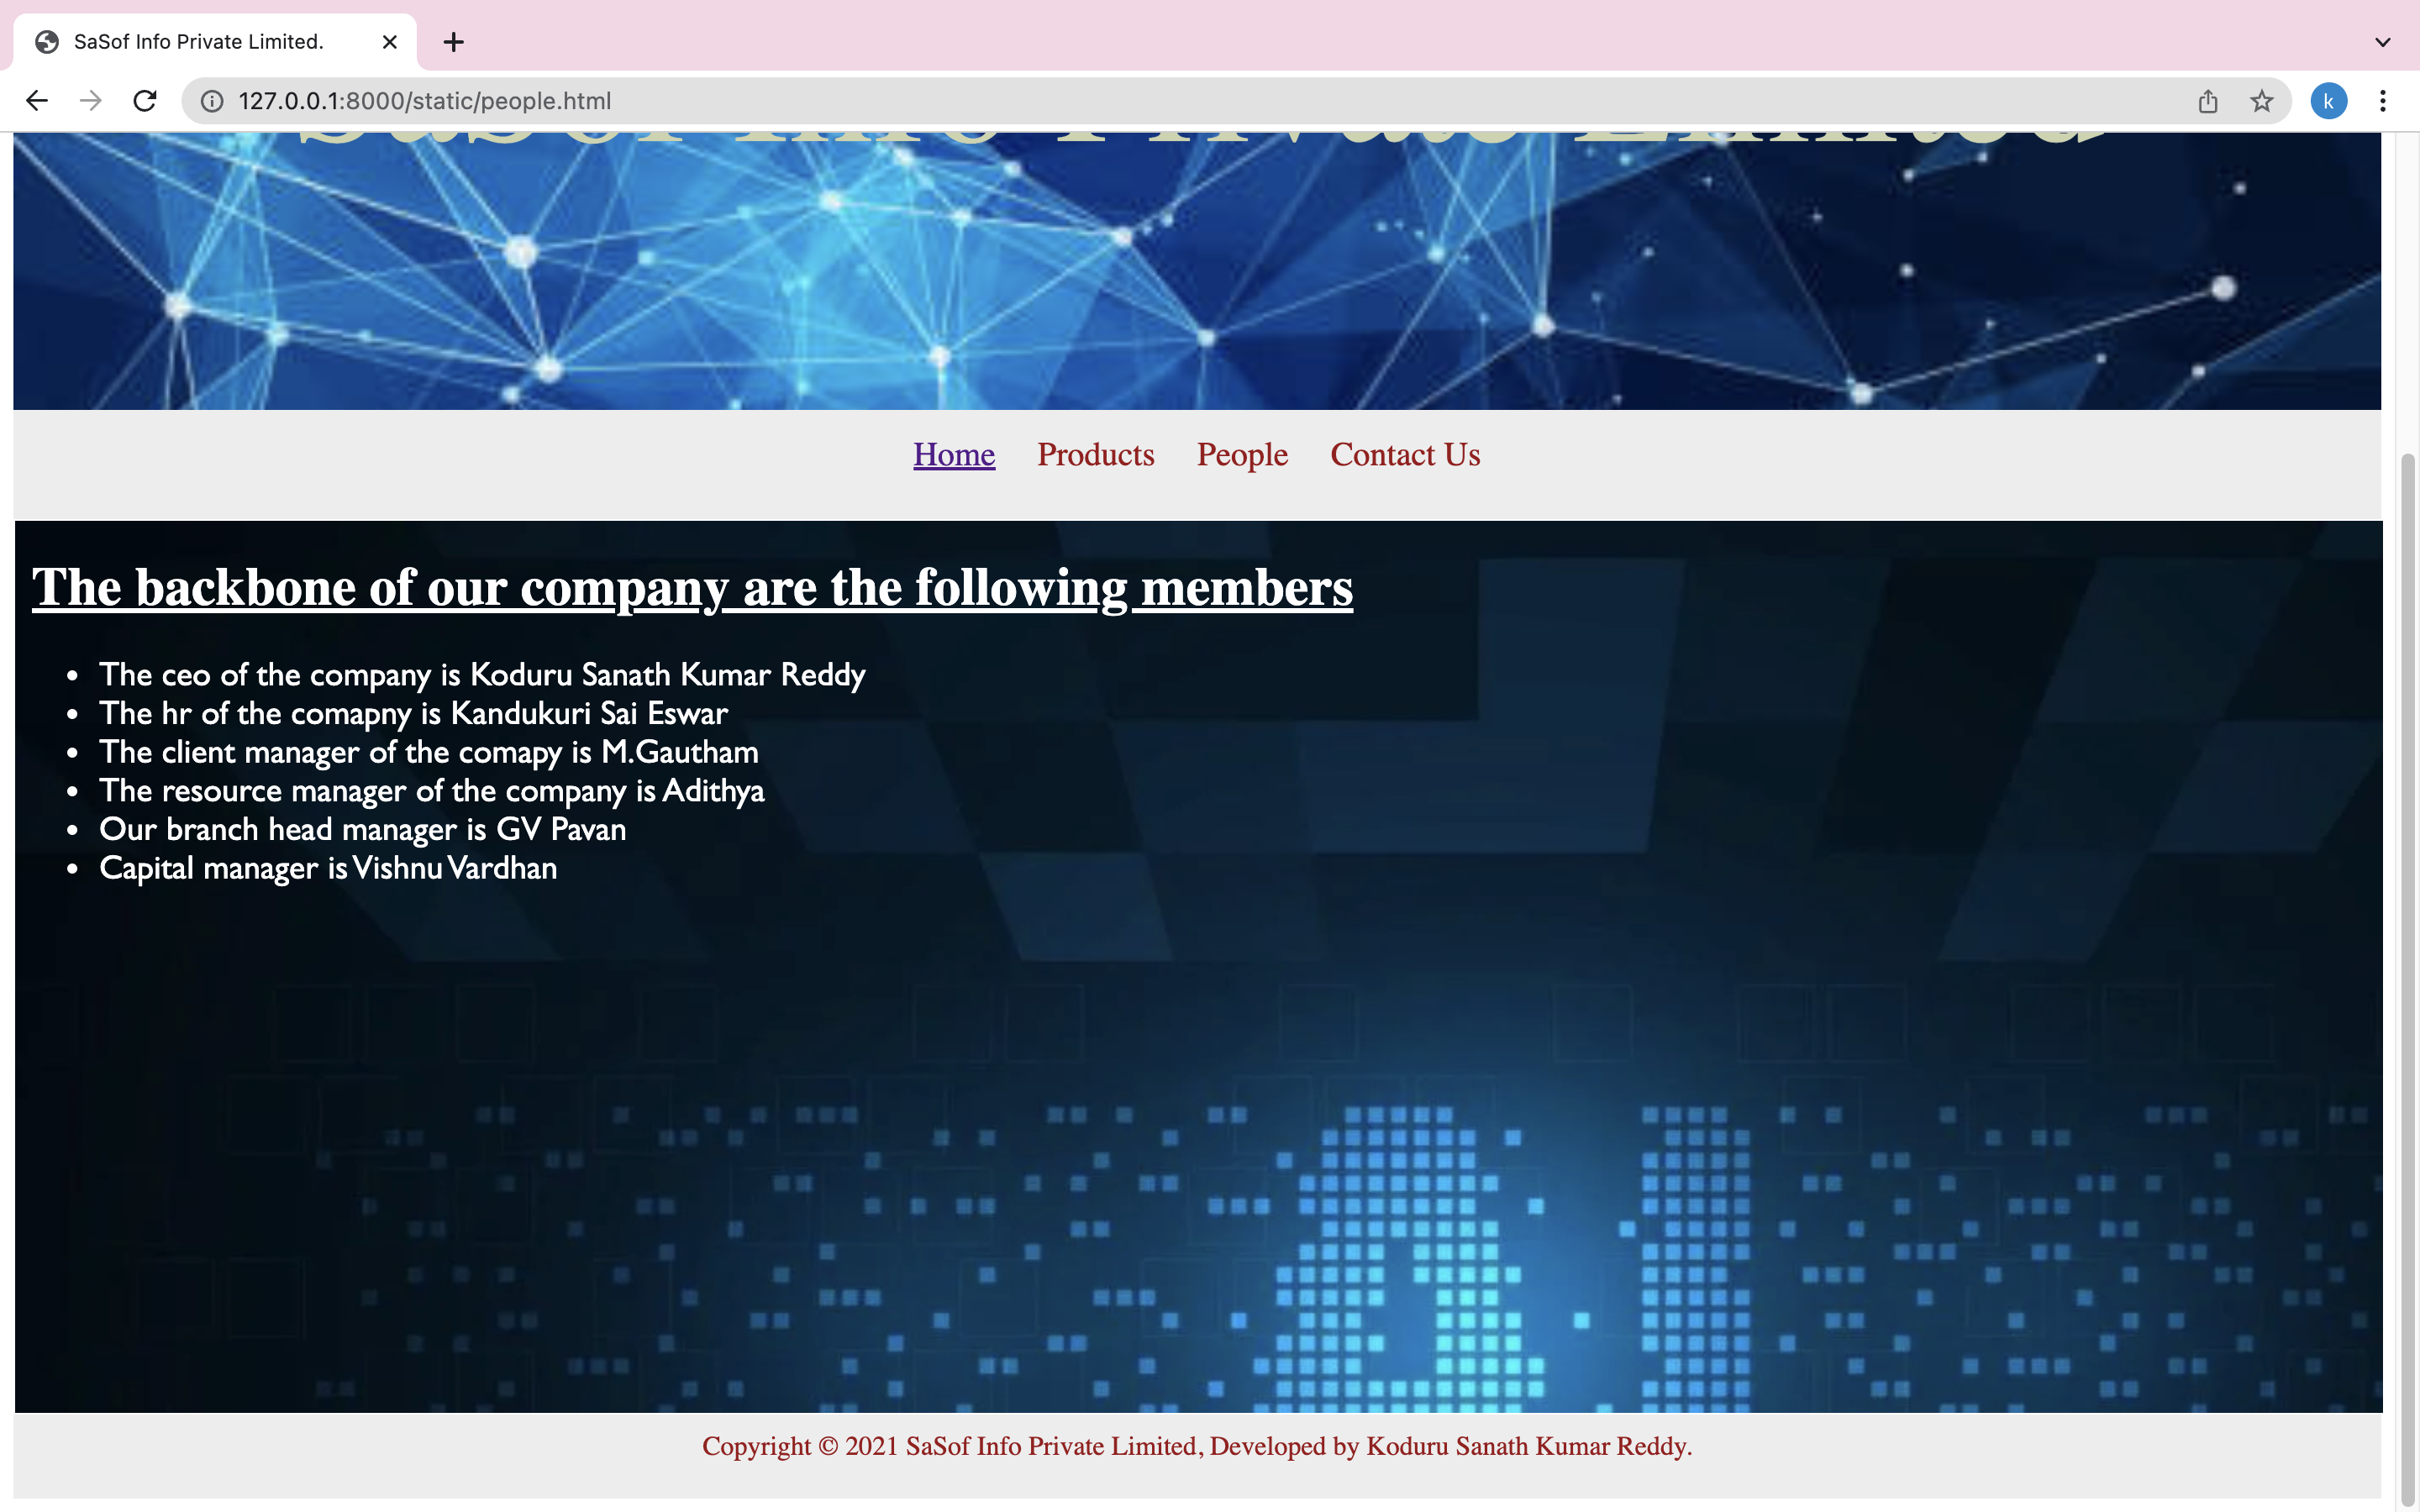 SaSof Info Private Limited.
127.0.0.1:8000/static/people.html
k
SaSof Info Private Limited
Home Products People Contact Us
The backbone of our company are the following members
The ceo of the company is Koduru Sanath Kumar Reddy
The hr of the comapny is Kandukuri Sai Eswar
The client manager of the comapy is M.Gautham
The resource manager of the company is Adithya
Our branch head manager is GV Pavan
Capital manager is Vishnu Vardhan
Copyright © 2021 SaSof Info Private Limited, Developed by Koduru Sanath Kumar Reddy.